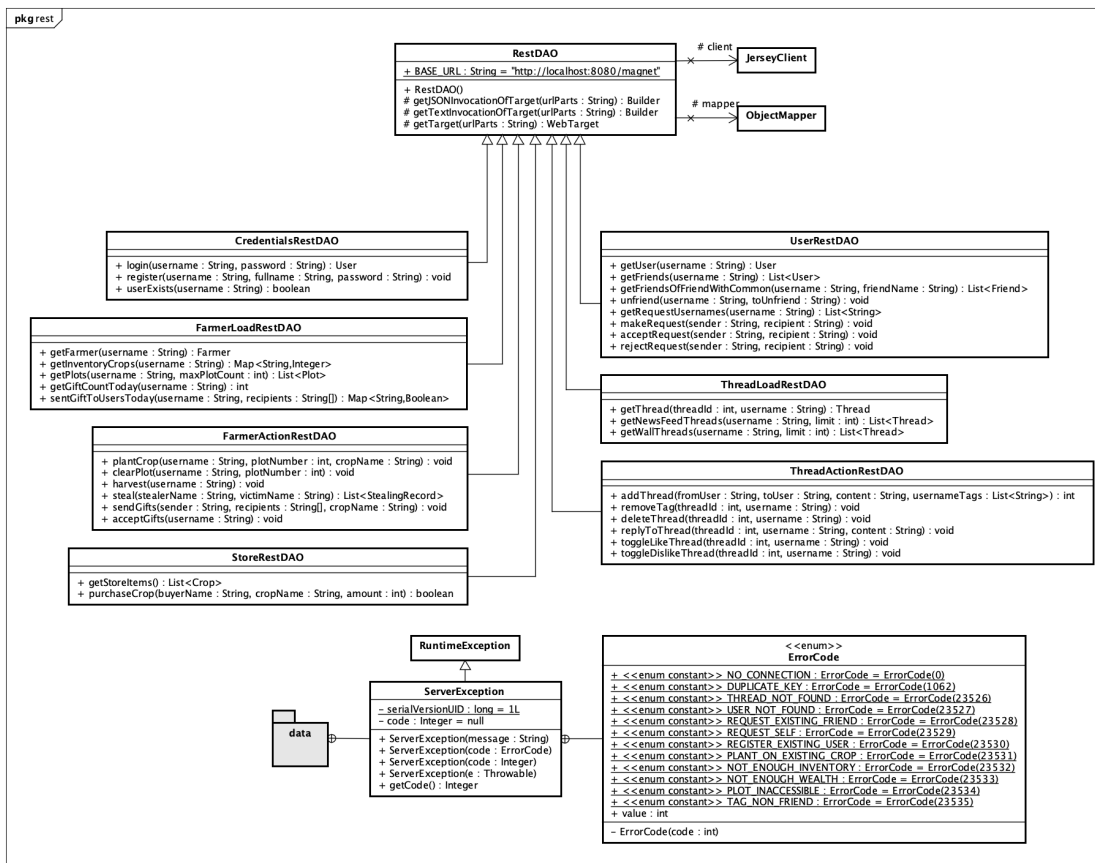 pkg rest
RestDAO
+ BASE_URL : String = "http://localhost:8080/magnet"
+ RestDAO()
# getJSONInvocationOfTarget(urlParts : String) : Builder
# getTextInvocationOfTarget(urlParts : String) : Builder
# getTarget(urlParts : String) : WebTarget
# client
JerseyClient
# mapper
ObjectMapper
CredentialsRestDAO
+ login(username : String, password : String) : User
+ register(username : String, fullname : String, password : String) : void
+ userExists(username : String) : boolean
FarmerLoadRestDAO
+ getFarmer(username : String) : Farmer
+ getInventoryCrops(username : String) : Map<String,Integer>
+ getPlots(username : String, maxPlotCount : int) : List<Plot>
+ getGiftCountToday(username : String) : int
+ sentGiftToUsersToday(username : String, recipients : String[]) : Map<String,Boolean>
FarmerActionRestDAO
+ plantCrop(username : String, plotNumber : int, cropName : String) : void
+ clearPlot(username : String, plotNumber : int) : void
+ harvest(username : String) : void
+ steal(stealerName : String, victimName : String) : List<StealingRecord>
+ sendGifts(sender : String, recipients : String[], cropName : String) : void
+ acceptGifts(username : String) : void
StoreRestDAO
+ getStoreItems() : List<Crop>
+ purchaseCrop(buyerName : String, cropName : String, amount : int) : boolean
UserRestDAO
+ getUser(username : String) : User
+ getFriends(username : String) : List<User>
+ getFriendsOfFriendWithCommon(username : String, friendName : String) : List<Friend>
+ unfriend(username : String, toUnfriend : String) : void
+ getRequestUsernames(username : String) : List<String>
+ makeRequest(sender : String, recipient : String) : void
+ acceptRequest(sender : String, recipient : String) : void
+ rejectRequest(sender : String, recipient : String) : void
ThreadLoadRestDAO
+ getThread(threadId : int, username : String) : Thread
+ getNewsFeedThreads(username : String, limit : int) : List<Thread>
+ getWallThreads(username : String, limit : int) : List<Thread>
ThreadActionRestDAO
+ addThread(fromUser : String, toUser : String, content : String, usernameTags : List<String>) : int
+ removeTag(threadId : int, username : String) : void
+ deleteThread(threadId : int, username : String) : void
+ replyToThread(threadId : int, username : String, content : String) : void
+ toggleLikeThread(threadId : int, username : String) : void
+ toggleDislikeThread(threadId : int, username : String) : void
RuntimeException
data
ServerException
- serialVersionUID : long = 1L
- code : Integer = null
+ ServerException(message : String)
+ ServerException(code : ErrorCode)
+ ServerException(code : Integer)
+ ServerException(e : Throwable)
+ getCode() : Integer
<<enum>>
ErrorCode
+ <<enum constant>> NO_CONNECTION : ErrorCode = ErrorCode(0)
+ <<enum constant>> DUPLICATE_KEY : ErrorCode = ErrorCode(1062)
+ <<enum constant>> THREAD_NOT_FOUND : ErrorCode = ErrorCode(23526)
+ <<enum constant>> USER_NOT_FOUND : ErrorCode = ErrorCode(23527)
+ <<enum constant>> REQUEST_EXISTING_FRIEND : ErrorCode = ErrorCode(23528)
+ <<enum constant>> REQUEST_SELF : ErrorCode = ErrorCode(23529)
+ <<enum constant>> REGISTER_EXISTING_USER : ErrorCode = ErrorCode(23530)
+ <<enum constant>> PLANT_ON_EXISTING_CROP : ErrorCode = ErrorCode(23531)
+ <<enum constant>> NOT_ENOUGH_INVENTORY : ErrorCode = ErrorCode(23532)
+ <<enum constant>> NOT_ENOUGH_WEALTH : ErrorCode = ErrorCode(23533)
+ <<enum constant>> PLOT_INACCESSIBLE : ErrorCode = ErrorCode(23534)
+ <<enum constant>> TAG_NON_FRIEND : ErrorCode = ErrorCode(23535)
+ value : int
- ErrorCode(code : int)